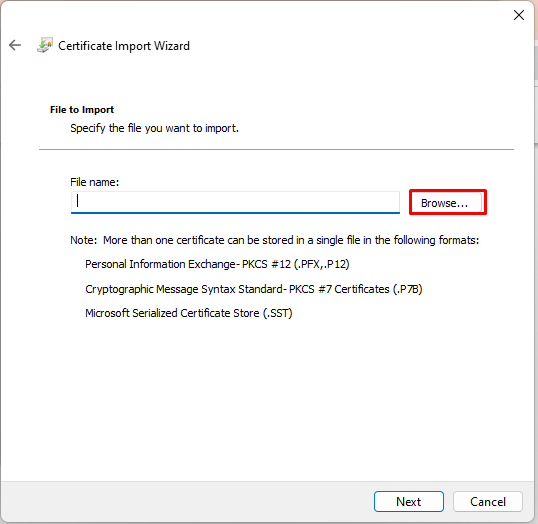 Certificate Import Wizard
File to Import
Specify the file you want to import.
File name:
Browse...
Note: More than one certificate can be stored in a single file in the following formats:
Personal Information Exchange- PKCS #12 (.PFX,.P12)
Cryptographic Message Syntax Standard- PKCS #7 Certificates (.P7B)
Microsoft Serialized Certificate Store (.SST)
Next
Cancel